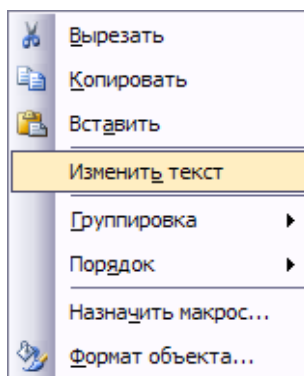 Вырезать
Копировать
Вставить
Изменить текст
Группировка
Порядок
Назначить макрос...
Формат объекта...